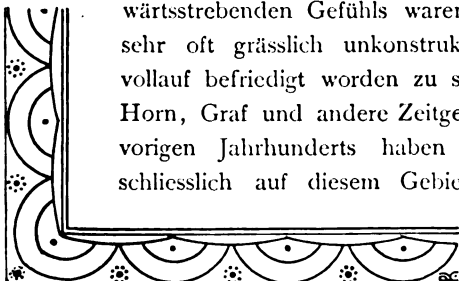 wärtsstrebenden Gefühls waren
sehr oft grässlich unkonstruk
vollauf befriedigt worden zu s
Horn, Graf und andere Zeitge
vorigen Jahrhunderts haben
schliesslich auf diesem Gebie